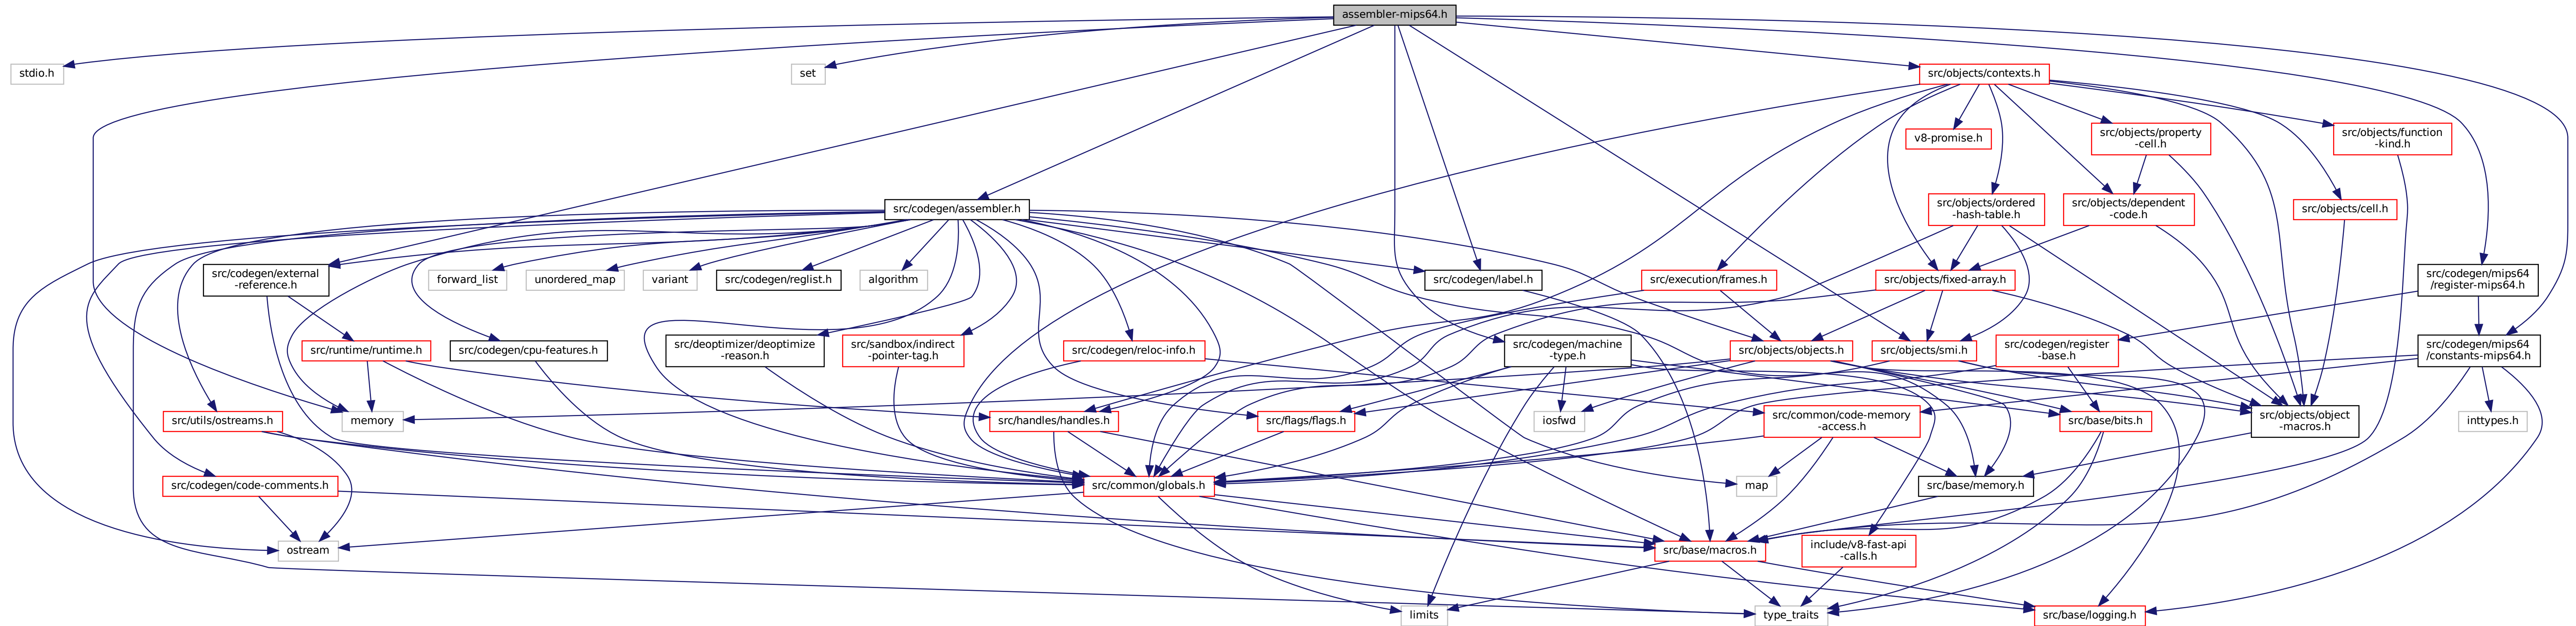 assembler-mips64.h
stdio.h
set
src/objects/contexts.h
v8-promise.h
src/objects/property
-cell.h
src/objects/function
-kind.h
src/codegen/assembler.h
src/objects/ordered
-hash-table.h
src/objects/dependent
-code.h
src/objects/cell.h
src/codegen/external
-reference.h
forward_list
unordered_map
variant
src/codegen/reglist.h
algorithm
src/codegen/label.h
src/execution/frames.h
src/objects/fixed-array.h
src/codegen/mips64
/register-mips64.h
src/runtime/runtime.h
src/codegen/cpu-features.h
src/deoptimizer/deoptimize
-reason.h
src/sandbox/indirect
-pointer-tag.h
src/codegen/reloc-info.h
src/codegen/machine
-type.h
src/objects/objects.h
src/objects/smi.h
src/codegen/register
-base.h
src/codegen/mips64
/constants-mips64.h
src/utils/ostreams.h
memory
src/handles/handles.h
src/flags/flags.h
iosfwd
src/common/code-memory
-access.h
src/base/bits.h
src/objects/object
-macros.h
inttypes.h
src/codegen/code-comments.h
src/common/globals.h
map
src/base/memory.h
ostream
src/base/macros.h
include/v8-fast-api
-calls.h
limits
type_traits
src/base/logging.h